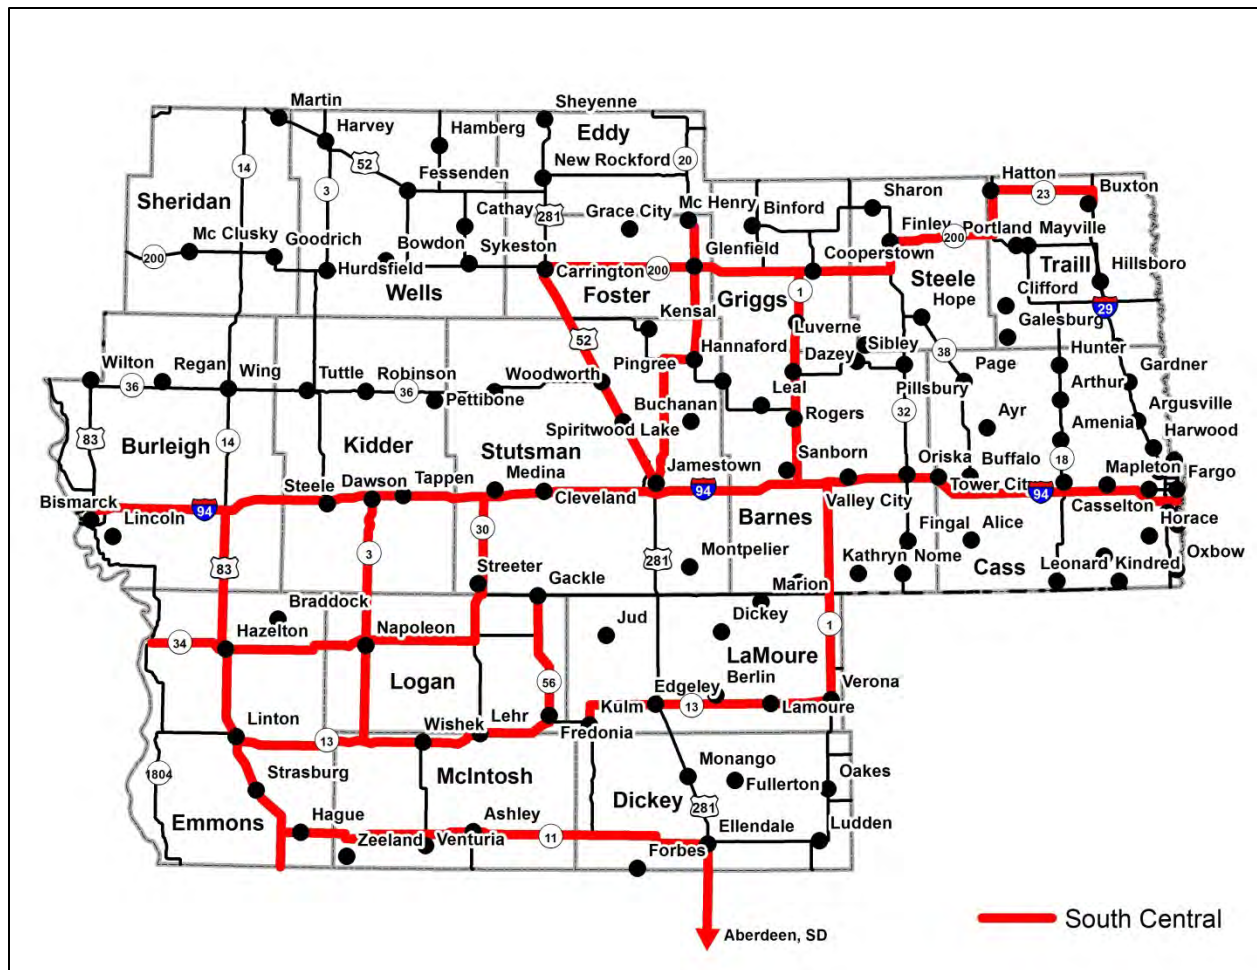 Martin
Sheyenne
Harvey
Hamberg
Eddy
14
52
New Rockford
20
Fessenden
Hatton
Sharon
23
Buxton
3
Sheridan
Cathay
281
Grace City
Mc Henry
Binford
Finley
200
Portland
Mayville
Mc Clusky
Goodrich
Bowdon
Sykeston
Glenfield
Cooperstown
200
Hurdsfield
Carrington
200
Steele
Traill
Hillsboro
Wells
Foster
Griggs
1
Hope
Clifford
29
Kensal
Luverne
Galesburg
52
Hannaford
Sibley
38
Hunter
Wilton
Regan
Wing
Tuttle
Robinson
Woodworth
Pingree
Dazey
Page
Gardner
36
36
Pettibone
Leal
Pillsbury
Arthur
Buchanan
Rogers
32
Ayr
Argusville
83
Burleigh
14
Kidder
Spiritwood Lake
Amenia
Harwood
Stutsman
Jamestown
Sanborn
Oriska
Buffalo
18
Mapleton
Fargo
Steele
Dawson
Tappen
Medina
Cleveland
94
Valley City
Tower City
94
Casselton
Bismarck
Lincoln
94
30
Barnes
Fingal
Alice
Horace
83
3
281
Montpelier
Kathryn
Nome
Cass
Oxbow
Streeter
Gackle
Marion
Leonard
Kindred
Braddock
Jud
Dickey
34
Hazelton
Napoleon
1
LaMoure
Logan
56
Edgeley
Berlin
Verona
Linton
13
Wishek
Lehr
Kulm
13
Lamoure
Fredonia
1804
Strasburg
McIntosh
Monango
Oakes
Dickey
281
Fullerton
Emmons
Hague
Ashley
Ellendale
Ludden
Zeeland
Venturia
11
Forbes
South Central
Aberdeen, SD